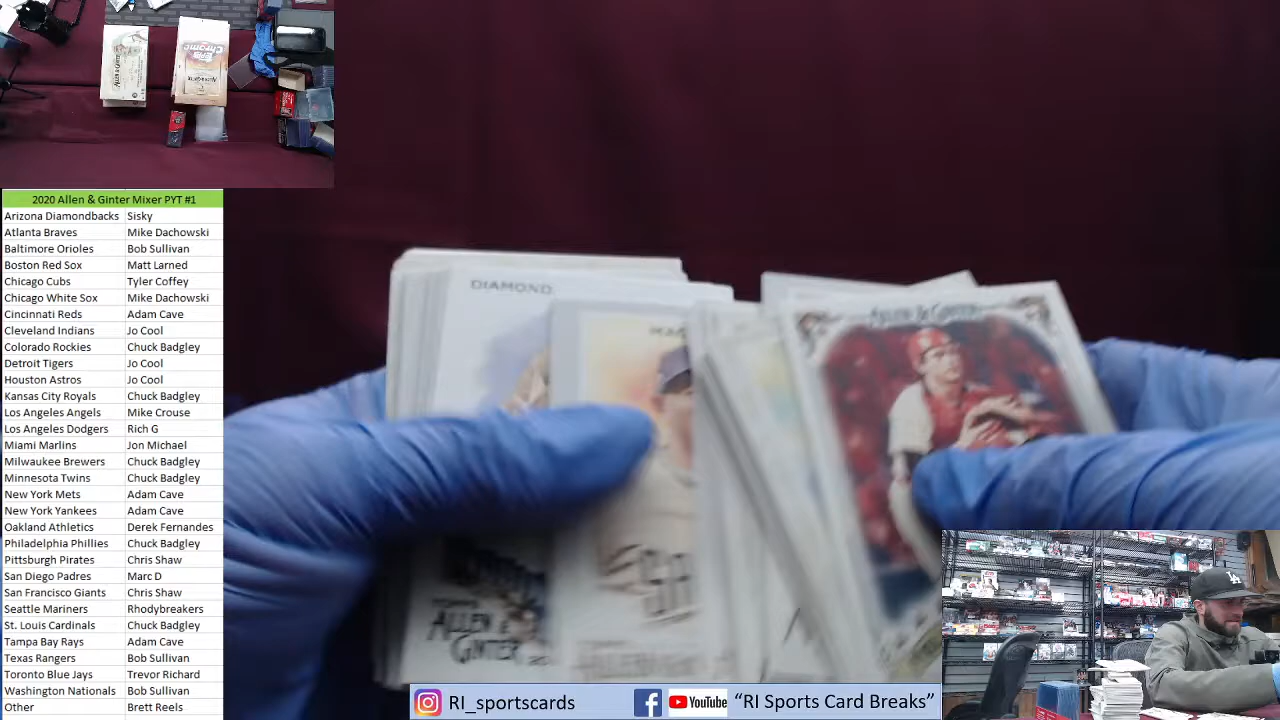 2020 Allen & Ginter Mixer PYT #1
Arizona Diamondbacks Sisky
Atlanta Braves Mike Dachowski
Baltimore Orioles Bob Sullivan
Boston Red Sox Matt Larned
Chicago Cubs Tyler Coffey
Chicago White Sox Mike Dachowski
Cincinnati Reds Adam Cave
Cleveland Indians Jo Cool
Colorado Rockies Chuck Badgley
Detroit Tigers Jo Cool
Houston Astros Jo Cool
Kansas City Royals Chuck Badgley
Los Angeles Angels Mike Crouse
Los Angeles Dodgers Rich G
Miami Marlins Jon Michael
Milwaukee Brewers Chuck Badgley
Minnesota Twins Chuck Badgley
New York Mets Adam Cave
New York Yankees Adam Cave
Oakland Athletics Derek Fernandes
Philadelphia Phillies Chuck Badgley
Pittsburgh Pirates Chris Shaw
San Diego Padres Marc D
San Francisco Giants Chris Shaw
Seattle Mariners Rhodybreakers
St. Louis Cardinals Chuck Badgley
Tampa Bay Rays Adam Cave
Texas Rangers Bob Sullivan
Toronto Blue Jays Trevor Richard
Washington Nationals Bob Sullivan
Other Brett Reels
DIAMOND
ALLEN & GINTER
ALLEN &
GINTER
LA
RI_sportscards
YouTube "RI Sports Card Breaks"